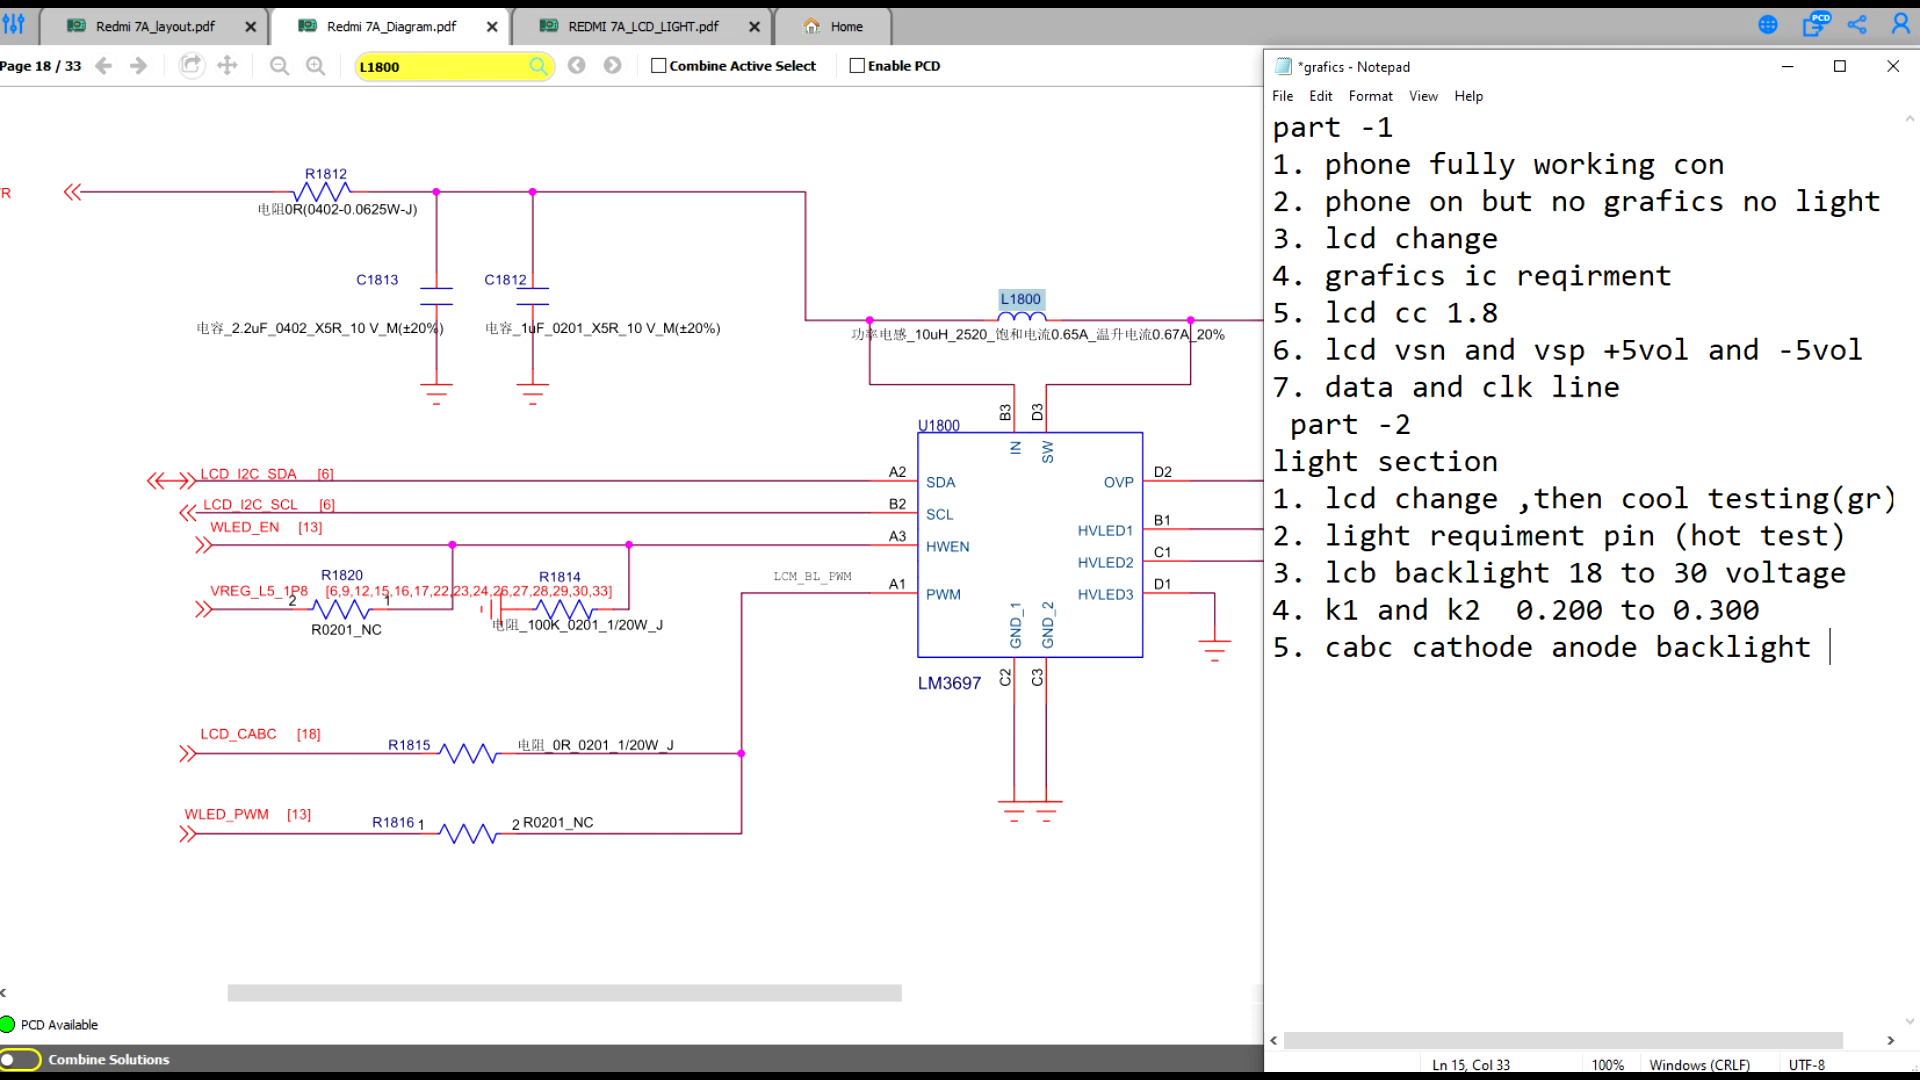 Redmi 7A_layout.pdf
Redmi 7A_Diagram.pdf
REDMI 7A_LCD_LIGHT.pdf
Home
PCD
Page 18 / 33
L1800
Combine Active Select
Enable PCD
R
R1812
电阻0R(0402-0.0625W-J)
C1813
C1812
电容_2.2uF_0402_X5R_10 V_M(±20%)
电容_1uF_0201_X5R_10 V_M(±20%)
L1800
功率电感_10uH_2520_饱和电流0.65A_温升电流0.67A_20%
B3
D3
U1800
IN
SW
LCD_I2C_SDA [6]
A2
SDA
OVP
D2
LCD_I2C_SCL [6]
B2
SCL
HVLED1
B1
WLED_EN [13]
A3
HWEN
HVLED2
C1
R1820
R1814
LCM_BL_PWM
A1
PWM
HVLED3
D1
VREG_L5_1P8 [6,9,12,15,16,17,22,23,24,26,27,28,29,30,33]
2
1
R0201_NC
电阻_100K_0201_1/20W_J
GND_1
GND_2
LM3697
C2
C3
LCD_CABC [18]
R1815
电阻_0R_0201_1/20W_J
WLED_PWM [13]
R1816 1
2 R0201_NC
PCD Available
Combine Solutions
*grafics - Notepad
File Edit Format View Help
part -1
1. phone fully working con
2. phone on but no grafics no light
3. lcd change
4. grafics ic reqirment
5. lcd cc 1.8
6. lcd vsn and vsp +5vol and -5vol
7. data and clk line
part -2
light section
1. lcd change ,then cool testing(gr)
2. light requiment pin (hot test)
3. lcb backlight 18 to 30 voltage
4. k1 and k2  0.200 to 0.300
5. cabc cathode anode backlight
Ln 15, Col 33
100%
Windows (CRLF)
UTF-8